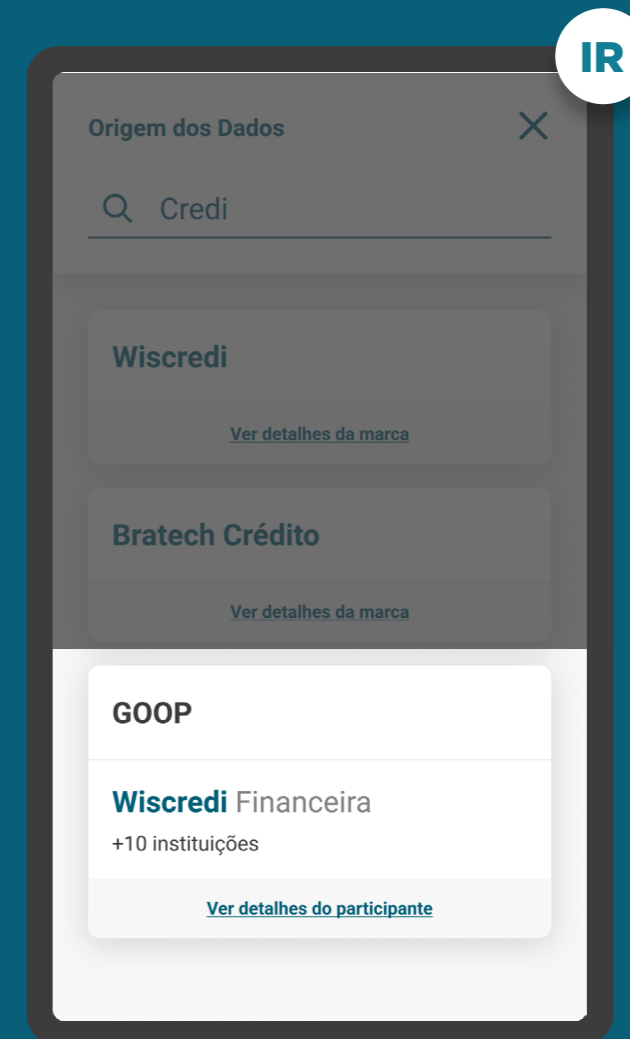 IR
Origem dos Dados
Credi
Wiscredi
Ver detalhes da marca
Bratech Crédito
Ver detalhes da marca
GOOP
Wiscredi Financeira
+10 instituições
Ver detalhes do participante